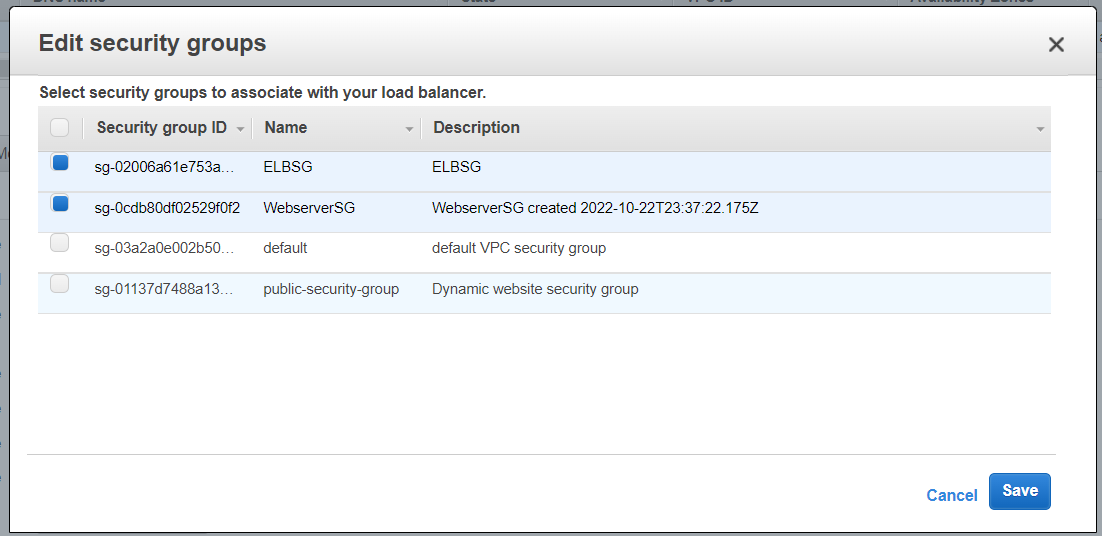 Edit security groups
Select security groups to associate with your load balancer.
Security group ID Name Description
sg-02006a61e753a... ELBSG ELBSG
sg-0cdb80df02529f0f2 WebserverSG WebserverSG created 2022-10-22T23:37:22.175Z
sg-03a2a0e002b50... default default VPC security group
sg-01137d7488a13... public-security-group Dynamic website security group
Cancel Save